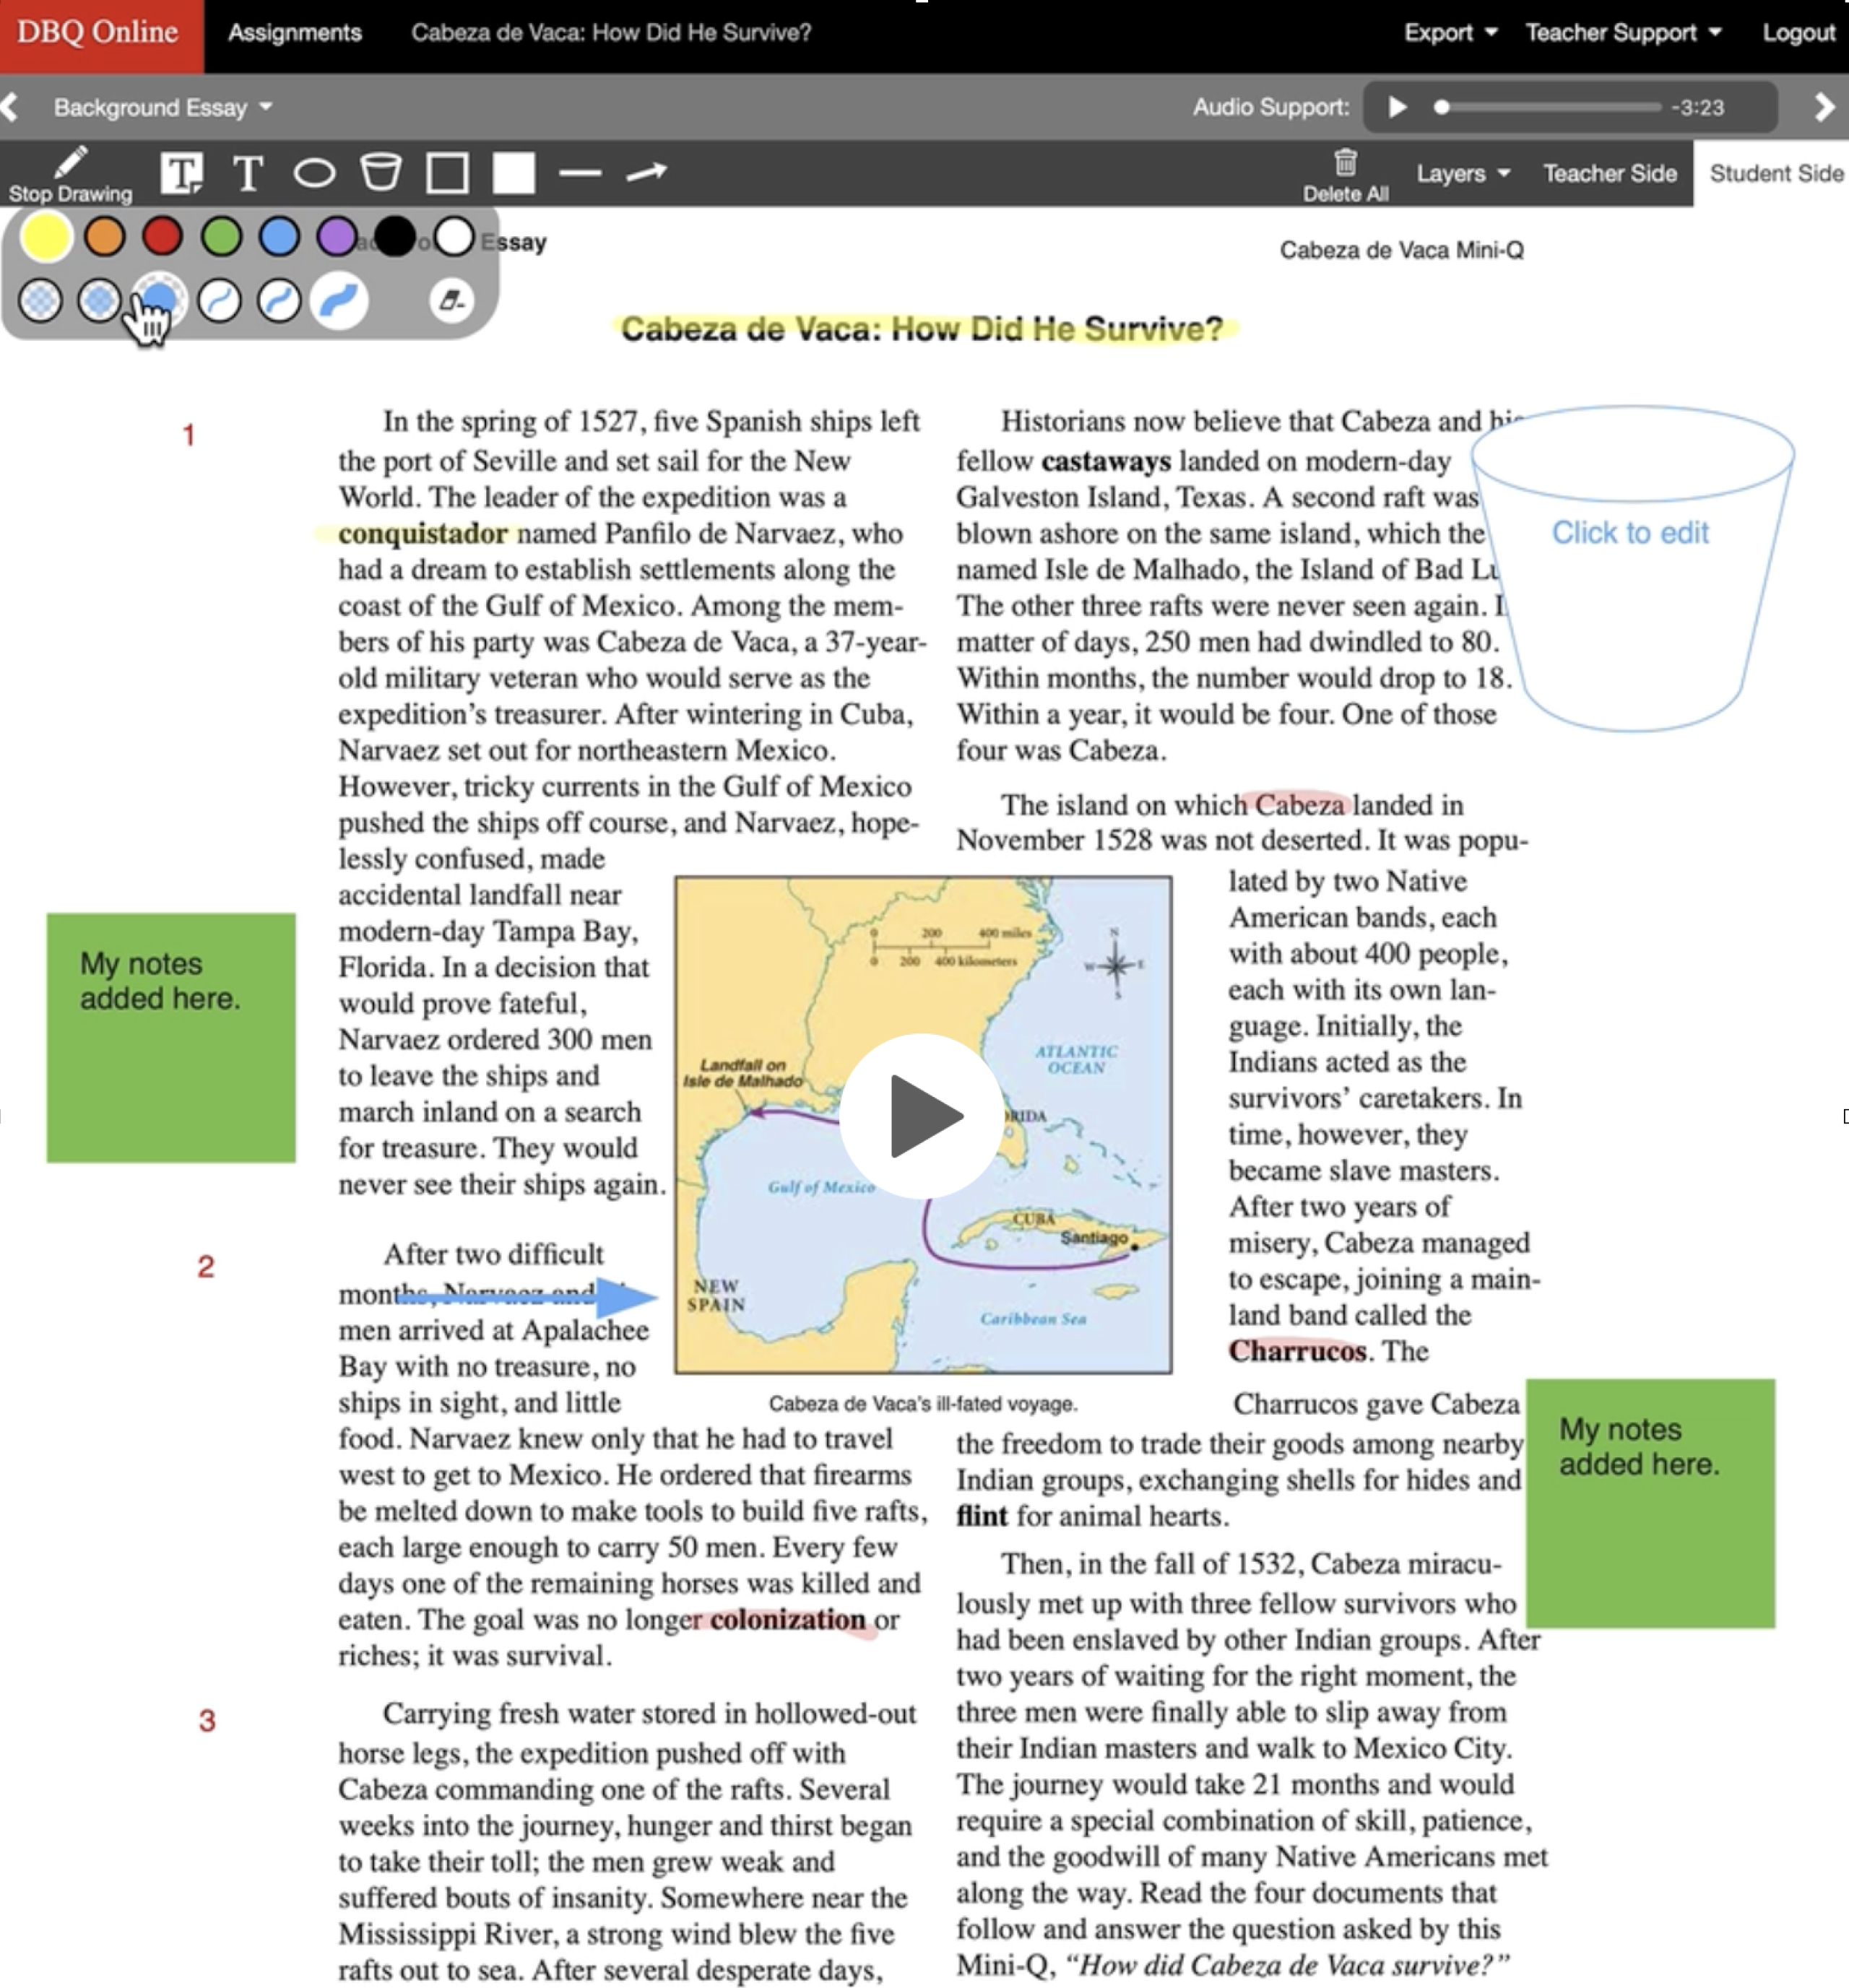 DBQ Online Assignments Cabeza de Vaca: How Did He Survive? Export Teacher Support Logout
Background Essay Audio Support: -3:23
Stop Drawing T T Delete All Layers Teacher Side Student Side
Essay Cabeza de Vaca Mini-Q
Cabeza de Vaca: How Did He Survive?
1
In the spring of 1527, five Spanish ships left
the port of Seville and set sail for the New
World. The leader of the expedition was a
conquistador named Panfilo de Narvaez, who
had a dream to establish settlements along the
coast of the Gulf of Mexico. Among the mem-
bers of his party was Cabeza de Vaca, a 37-year-
old military veteran who would serve as the
expedition's treasurer. After wintering in Cuba,
Narvaez set out for northeastern Mexico.
However, tricky currents in the Gulf of Mexico
pushed the ships off course, and Narvaez, hope-
lessly confused, made
accidental landfall near
modern-day Tampa Bay,
Florida. In a decision that
would prove fateful,
Narvaez ordered 300 men
to leave the ships and
march inland on a search
for treasure. They would
never see their ships again.
My notes
added here.
2
After two difficult
months, Narvaez and
men arrived at Apalachee
Bay with no treasure, no
ships in sight, and little
food. Narvaez knew only that he had to travel
west to get to Mexico. He ordered that firearms
be melted down to make tools to build five rafts,
each large enough to carry 50 men. Every few
days one of the remaining horses was killed and
eaten. The goal was no longer colonization or
riches; it was survival.
3
Carrying fresh water stored in hollowed-out
horse legs, the expedition pushed off with
Cabeza commanding one of the rafts. Several
weeks into the journey, hunger and thirst began
to take their toll; the men grew weak and
suffered bouts of insanity. Somewhere near the
Mississippi River, a strong wind blew the five
rafts out to sea. After several desperate days,
0 200 400 miles
0 200 400 kilometers
N
W E
S
ATLANTIC
OCEAN
Landfall on
Isle de Malhado
RIDA
Gulf of Mexico
CUBA
Santiago
NEW
SPAIN
Caribbean Sea
Cabeza de Vaca's ill-fated voyage.
Historians now believe that Cabeza and his
fellow castaways landed on modern-day
Galveston Island, Texas. A second raft was
blown ashore on the same island, which the
named Isle de Malhado, the Island of Bad Lu
The other three rafts were never seen again. I
matter of days, 250 men had dwindled to 80.
Within months, the number would drop to 18.
Within a year, it would be four. One of those
four was Cabeza.
Click to edit
The island on which Cabeza landed in
November 1528 was not deserted. It was popu-
lated by two Native
American bands, each
with about 400 people,
each with its own lan-
guage. Initially, the
Indians acted as the
survivors' caretakers. In
time, however, they
became slave masters.
After two years of
misery, Cabeza managed
to escape, joining a main-
land band called the
Charrucos. The
Charrucos gave Cabeza
the freedom to trade their goods among nearby
Indian groups, exchanging shells for hides and
flint for animal hearts.
My notes
added here.
Then, in the fall of 1532, Cabeza miracu-
lously met up with three fellow survivors who
had been enslaved by other Indian groups. After
two years of waiting for the right moment, the
three men were finally able to slip away from
their Indian masters and walk to Mexico City.
The journey would take 21 months and would
require a special combination of skill, patience,
and the goodwill of many Native Americans met
along the way. Read the four documents that
follow and answer the question asked by this
Mini-Q, “How did Cabeza de Vaca survive?”